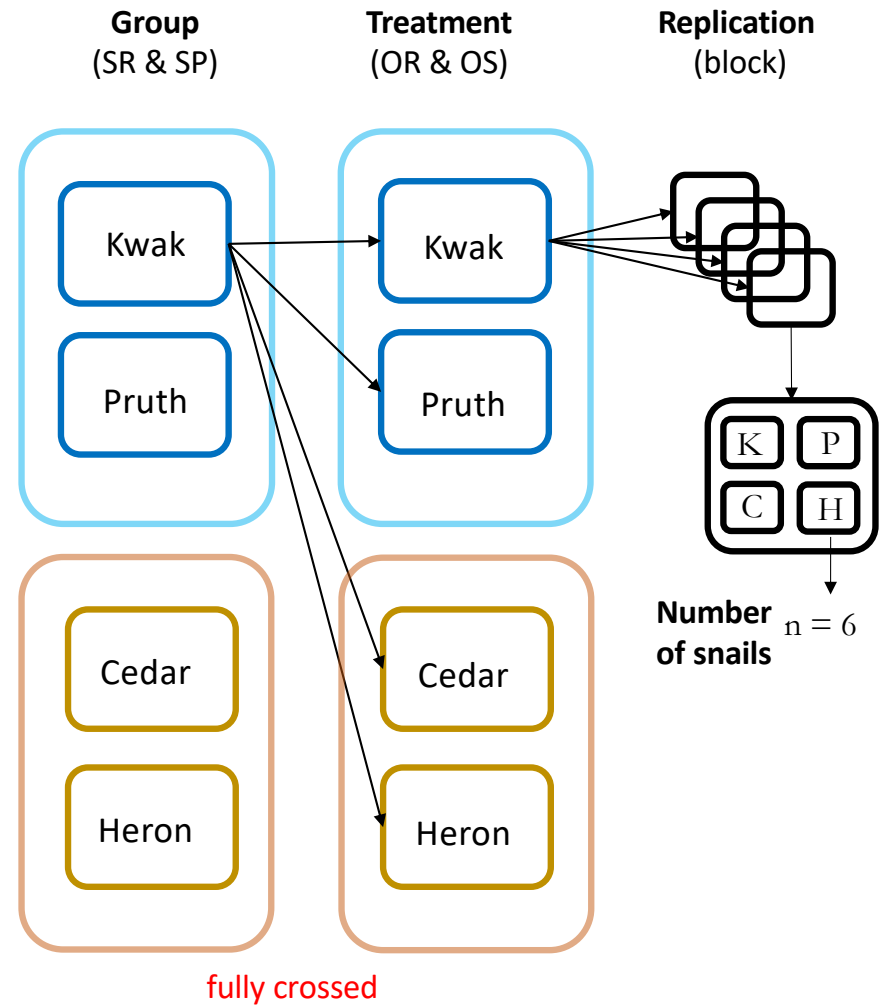 Group
(SR & SP)
Treatment
(OR & OS)
Replication
(block)
Kwak
Pruth
Cedar
Heron
Kwak
Pruth
Cedar
Heron
K
P
C
H
Number
of snails
n = 6
fully crossed